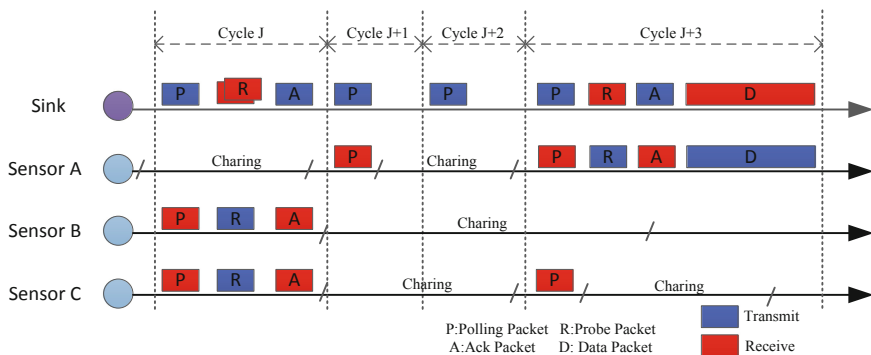 Cycle J Cycle J+1 Cycle J+2 Cycle J+3
Sink P R A P P P R A D
Sensor A Charing P Charing P R A D
Sensor B P R A Charing
Sensor C P R A Charing P Charing
P:Polling Packet R:Probe Packet Transmit
A:Ack Packet D: Data Packet Receive